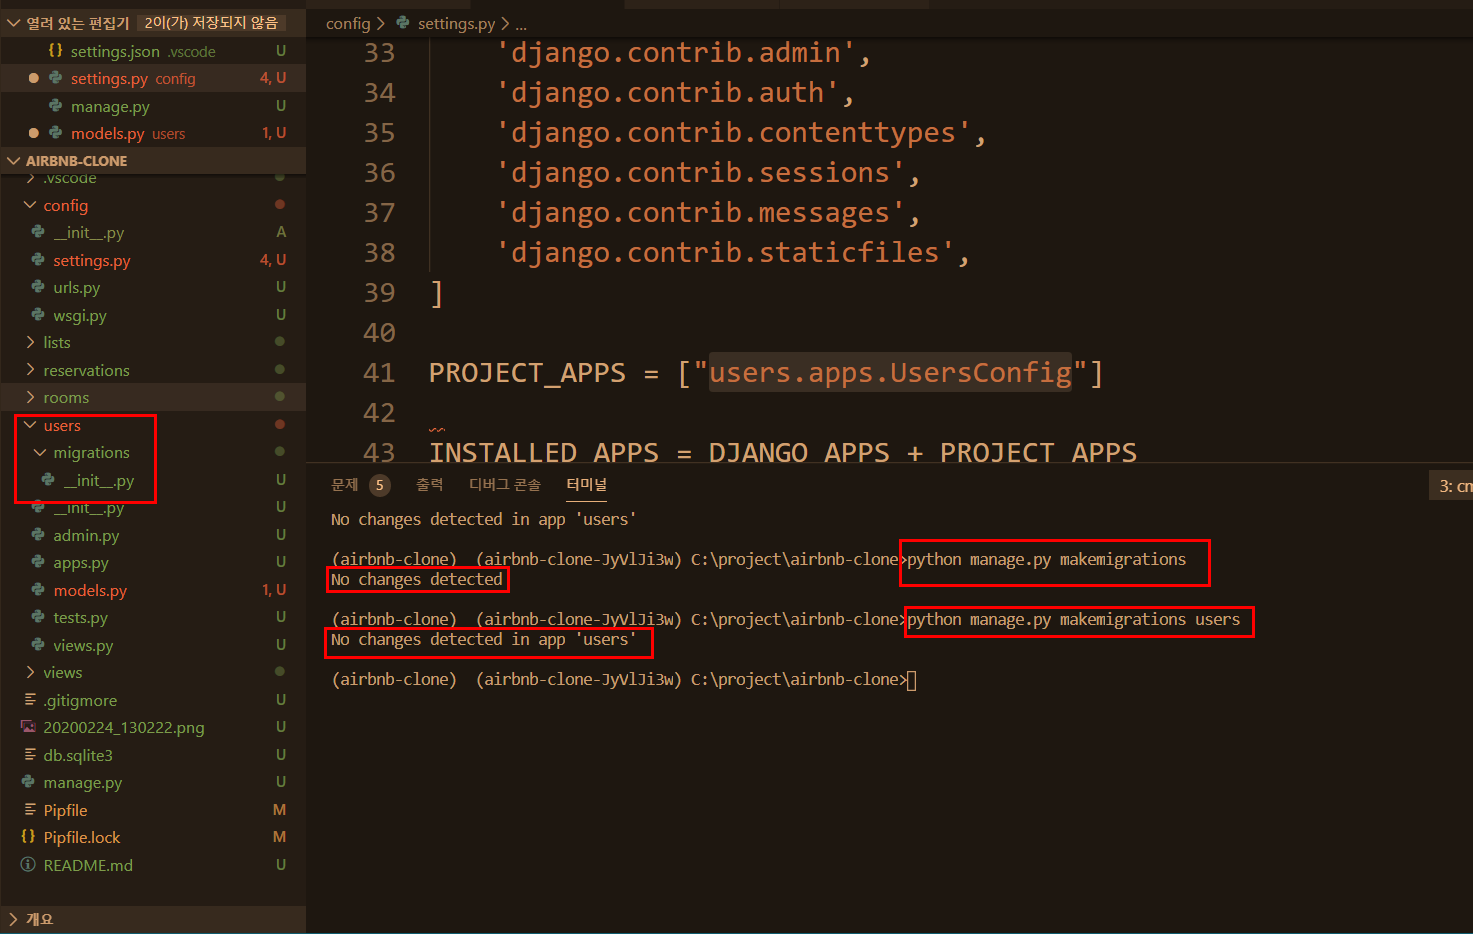 열려 있는 편집기 2이(가) 저장되지 않음
{} settings.json .vscode U
settings.py config 4, U
manage.py U
models.py users 1, U
AIRBNB-CLONE
.vscode
config
__init__.py A
settings.py 4, U
urls.py U
wsgi.py U
lists
reservations
rooms
users
migrations
__init__.py U
__init__.py U
admin.py U
apps.py U
models.py 1, U
tests.py U
views.py U
views
.gitigmore U
20200224_130222.png U
db.sqlite3 U
manage.py U
Pipfile M
{} Pipfile.lock M
README.md U
개요
config > settings.py > ...
33 'django.contrib.admin',
34 'django.contrib.auth',
35 'django.contrib.contenttypes',
36 'django.contrib.sessions',
37 'django.contrib.messages',
38 'django.contrib.staticfiles',
39 ]
40
41 PROJECT_APPS = ["users.apps.UsersConfig"]
42
43 INSTALLED_APPS = DJANGO_APPS + PROJECT_APPS
문제 5 출력 디버그 콘솔 터미널 3: cm
No changes detected in app 'users'
(airbnb-clone) (airbnb-clone-JyVlJi3w) C:\project\airbnb-clone>python manage.py makemigrations
No changes detected
(airbnb-clone) (airbnb-clone-JyVlJi3w) C:\project\airbnb-clone>python manage.py makemigrations users
No changes detected in app 'users'
(airbnb-clone) (airbnb-clone-JyVlJi3w) C:\project\airbnb-clone>